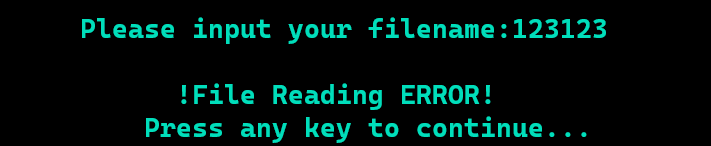 Please input your filename:123123
!File Reading ERROR!
Press any key to continue...